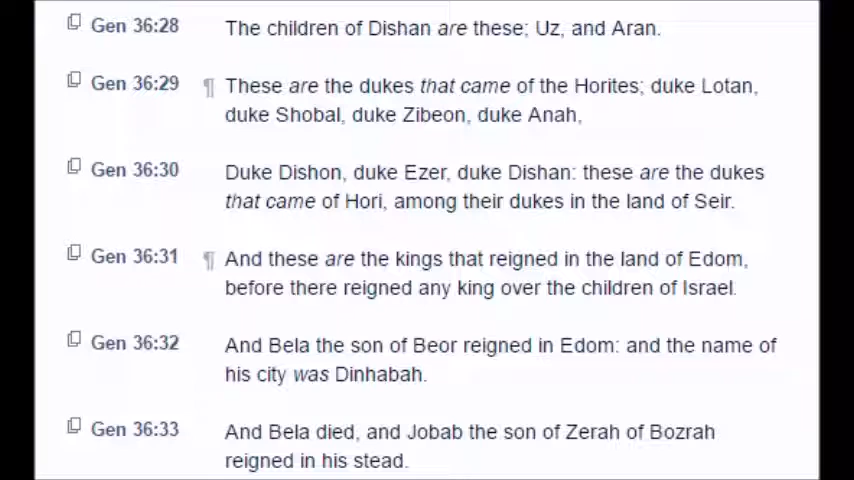 Gen 36:28 The children of Dishan are these; Uz, and Aran.
Gen 36:29 ¶ These are the dukes that came of the Horites; duke Lotan,
duke Shobal, duke Zibeon, duke Anah,
Gen 36:30 Duke Dishon, duke Ezer, duke Dishan: these are the dukes
that came of Hori, among their dukes in the land of Seir.
Gen 36:31 ¶ And these are the kings that reigned in the land of Edom,
before there reigned any king over the children of Israel.
Gen 36:32 And Bela the son of Beor reigned in Edom: and the name of
his city was Dinhabah.
Gen 36:33 And Bela died, and Jobab the son of Zerah of Bozrah
reigned in his stead.